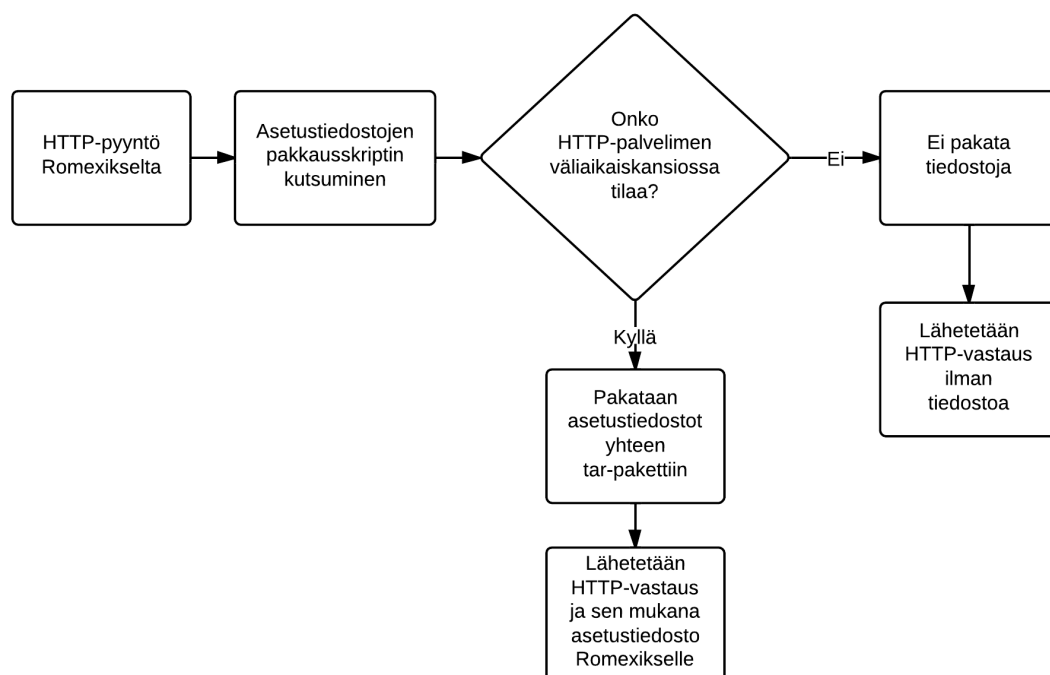 HTTP-pyyntö
Romexikselta
Asetustiedostojen
pakkausskriptin
kutsuminen
Onko
HTTP-palvelimen
väliaikaiskansiossa
tilaa?
Ei
Ei pakata
tiedostoja
Lähetetään
HTTP-vastaus
ilman
tiedostoa
Kyllä
Pakataan
asetustiedostot
yhteen
tar-pakettiin
Lähetetään
HTTP-vastaus
ja sen mukana
asetustiedosto
Romexikselle